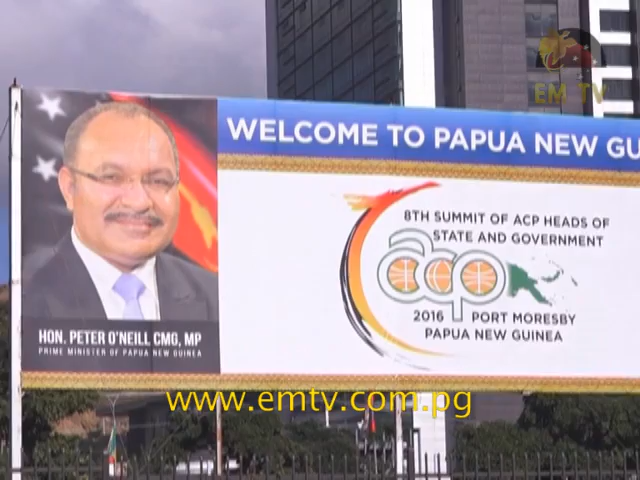 EM TV
WELCOME TO PAPUA NEW GU
8TH SUMMIT OF ACP HEADS OF
STATE AND GOVERNMENT
acp
2016 PORT MORESBY
PAPUA NEW GUINEA
HON. PETER O'NEILL CMG, MP
PRIME MINISTER OF PAPUA NEW GUINEA
www.emtv.com.pg